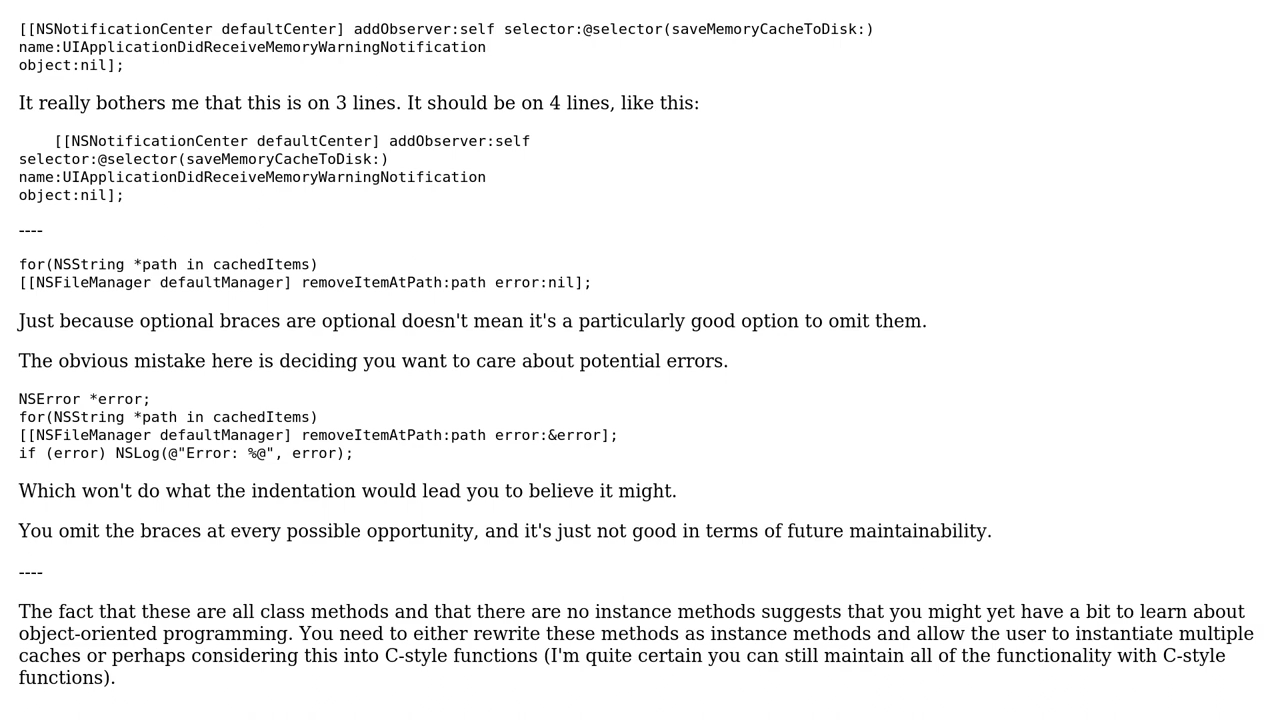 [[NSNotificationCenter defaultCenter] addObserver:self selector:@selector(saveMemoryCacheToDisk:)
name:UIApplicationDidReceiveMemoryWarningNotification
object:nil];
It really bothers me that this is on 3 lines. It should be on 4 lines, like this:
    [[NSNotificationCenter defaultCenter] addObserver:self
selector:@selector(saveMemoryCacheToDisk:)
name:UIApplicationDidReceiveMemoryWarningNotification
object:nil];
----
for(NSString *path in cachedItems)
[[NSFileManager defaultManager] removeItemAtPath:path error:nil];
Just because optional braces are optional doesn't mean it's a particularly good option to omit them.
The obvious mistake here is deciding you want to care about potential errors.
NSError *error;
for(NSString *path in cachedItems)
[[NSFileManager defaultManager] removeItemAtPath:path error:&error];
if (error) NSLog(@"Error: %@", error);
Which won't do what the indentation would lead you to believe it might.
You omit the braces at every possible opportunity, and it's just not good in terms of future maintainability.
----
The fact that these are all class methods and that there are no instance methods suggests that you might yet have a bit to learn about
object-oriented programming. You need to either rewrite these methods as instance methods and allow the user to instantiate multiple
caches or perhaps considering this into C-style functions (I'm quite certain you can still maintain all of the functionality with C-style
functions).